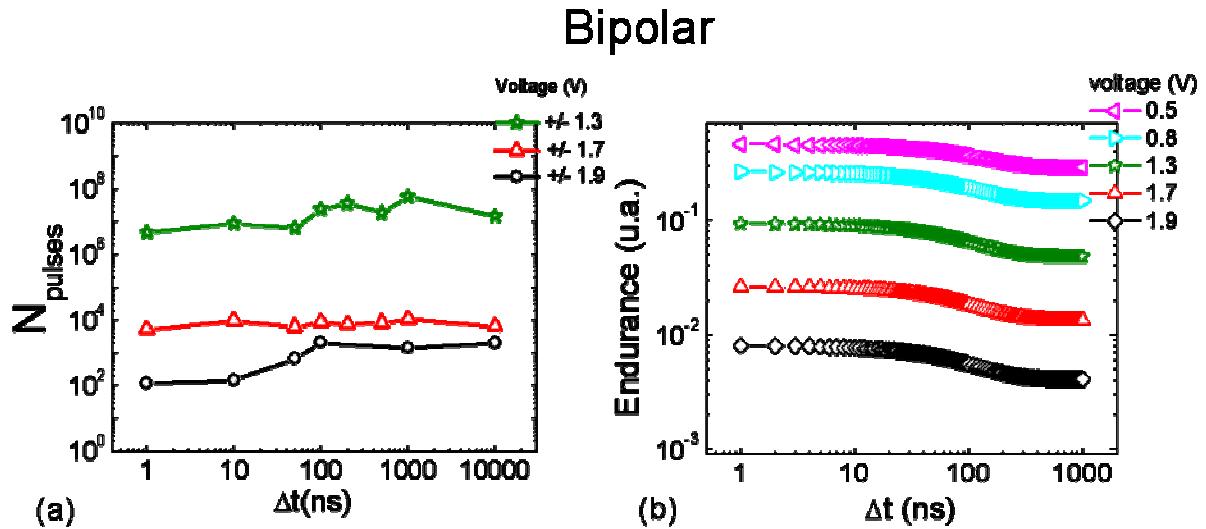 Bipolar
Voltage (V)
+/- 1.3
+/- 1.7
+/- 1.9
10^10
10^8
10^6
10^4
10^2
10^0
N_pulses
1 10 100 1000 10000
Δt(ns)
(a)
voltage (V)
0.5
0.8
1.3
1.7
1.9
10^-1
10^-2
10^-3
Endurance (u.a.)
1 10 100 1000
Δt (ns)
(b)